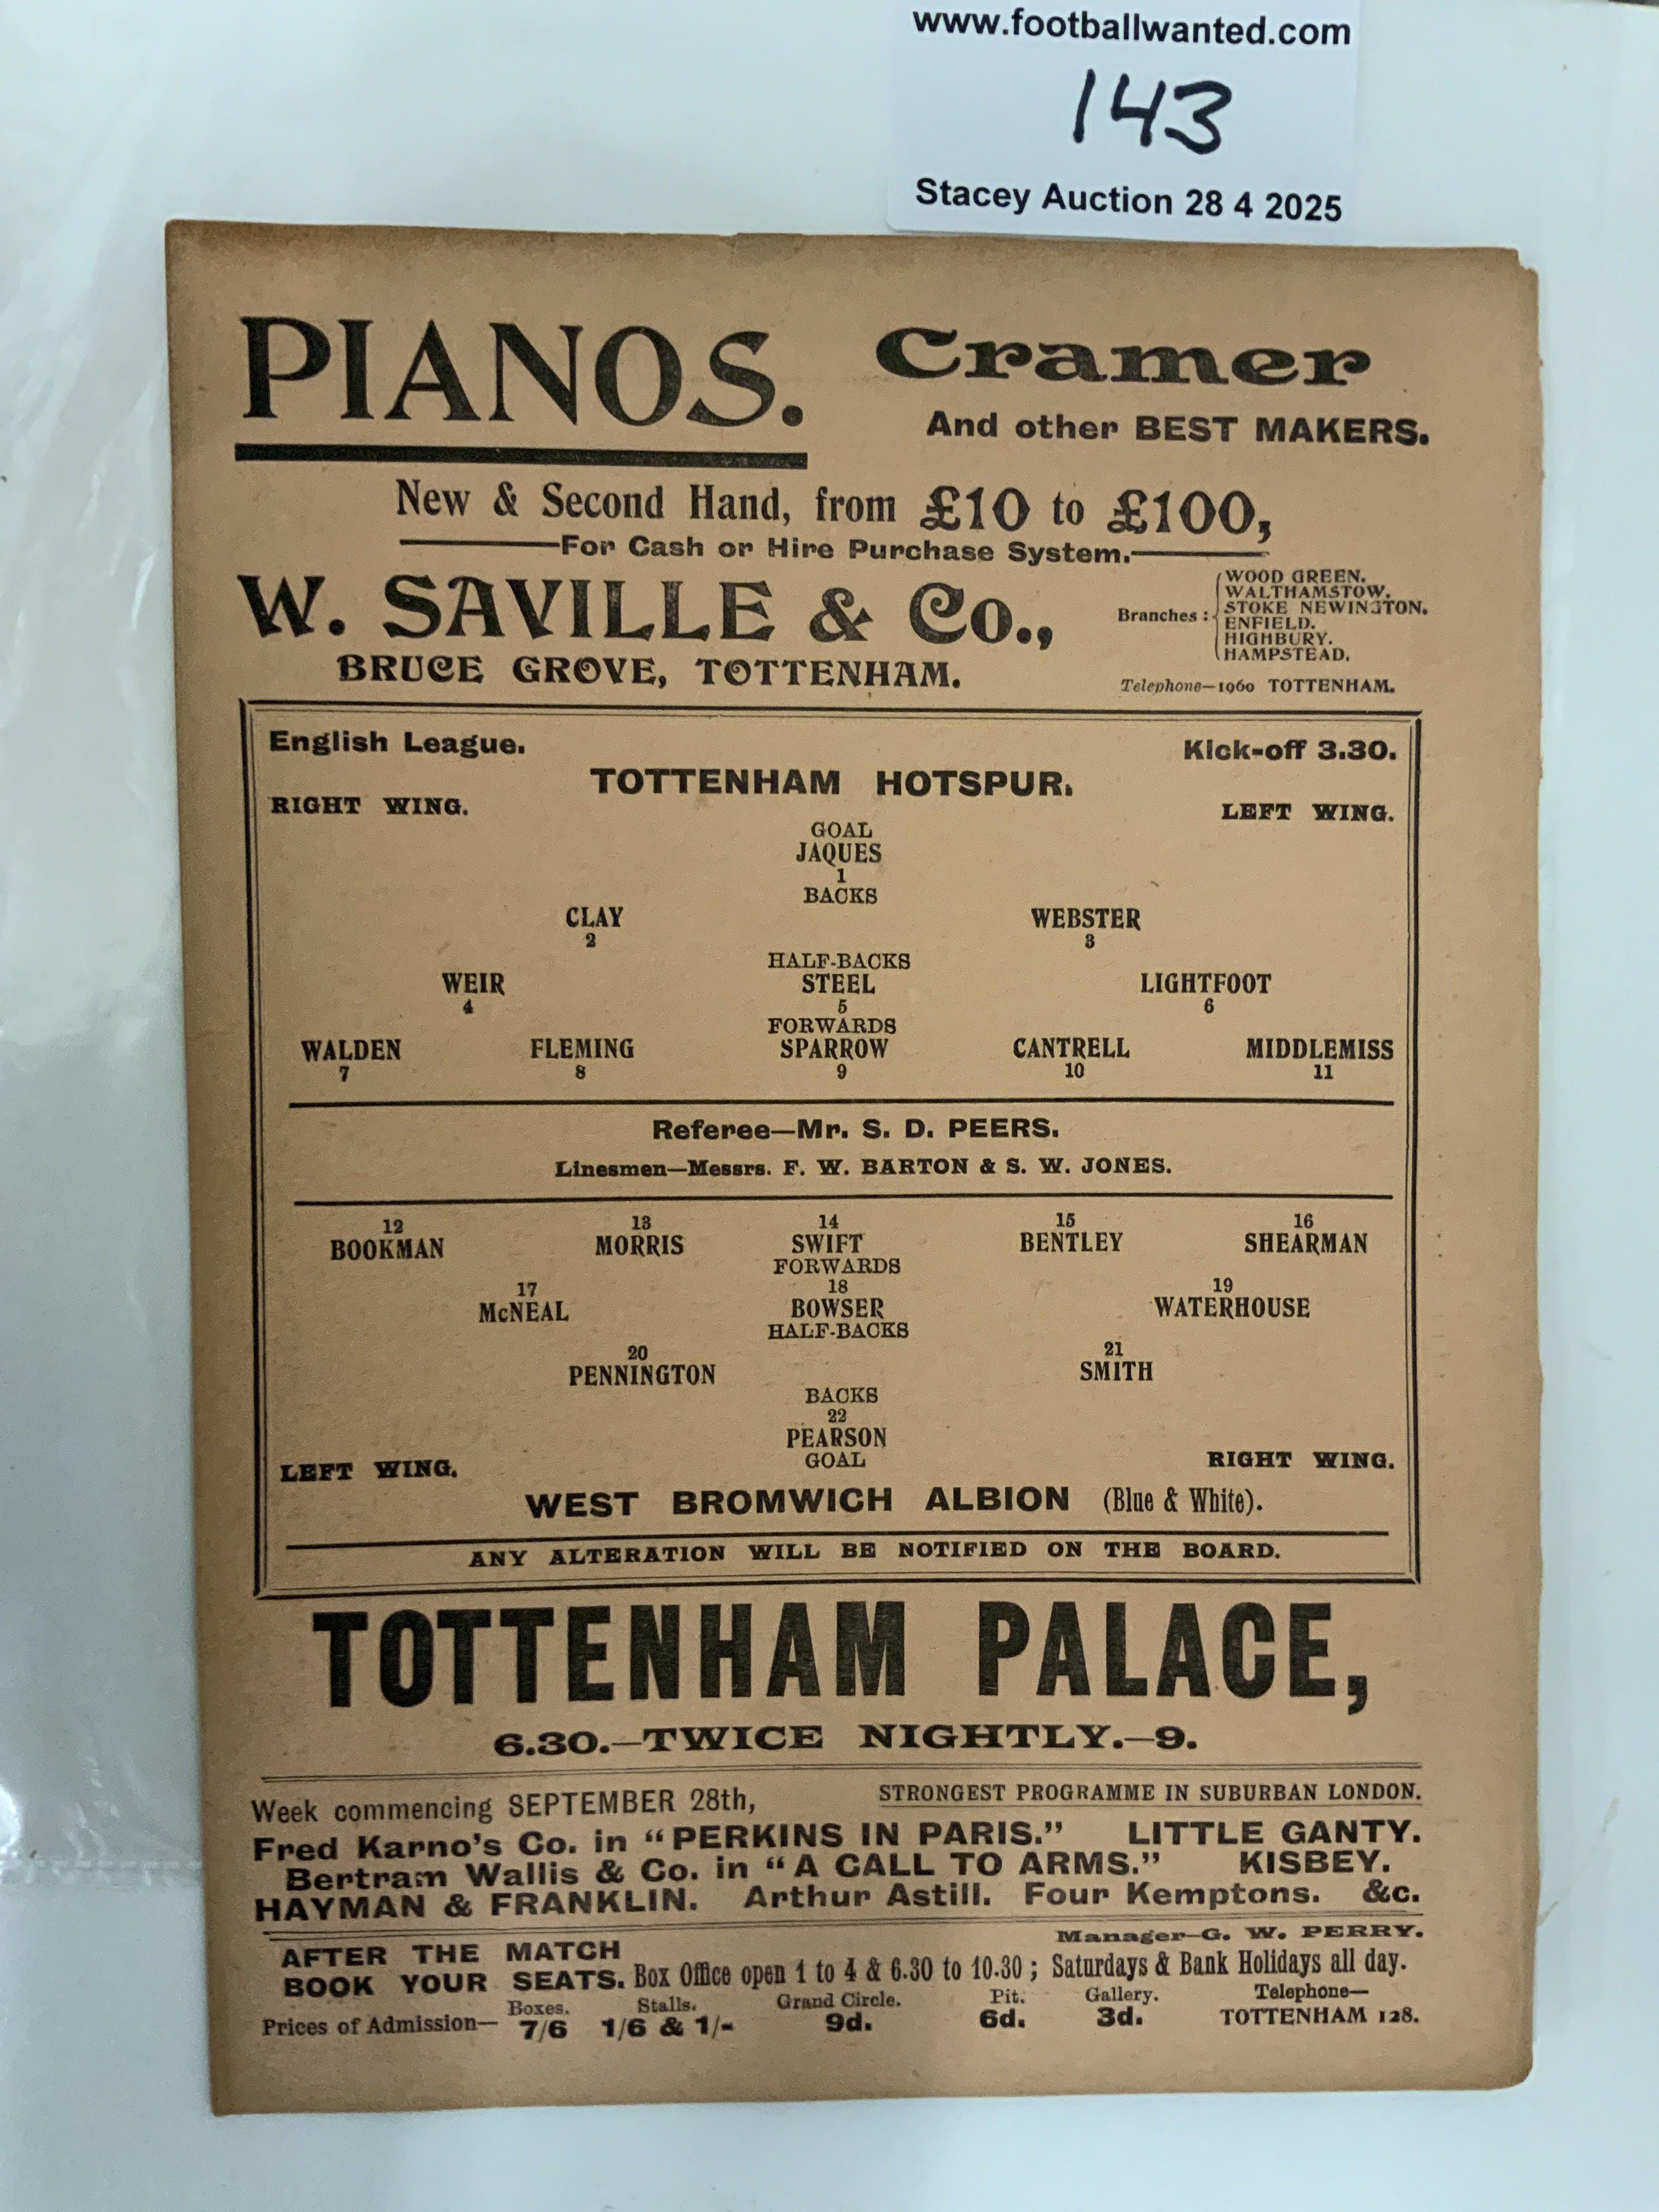 www.footballwanted.com
143
Stacey Auction 28 4 2025
PIANOS. Cramer
And other BEST MAKERS.
New & Second Hand, from £10 to £100,
For Cash or Hire Purchase System.
W. SAVILLE & Co.,
BRUCE GROVE, TOTTENHAM.
Branches :
WOOD GREEN.
WALTHAMSTOW.
STOKE NEWINGTON.
ENFIELD.
HIGHBURY.
HAMPSTEAD.
Telephone—1960 TOTTENHAM.
English League. Kick-off 3.30.
TOTTENHAM HOTSPUR.
RIGHT WING. LEFT WING.
GOAL
JAQUES
1
BACKS
CLAY WEBSTER
2 3
HALF-BACKS
WEIR STEEL LIGHTFOOT
4 5 6
FORWARDS
WALDEN FLEMING SPARROW CANTRELL MIDDLEMISS
7 8 9 10 11
Referee—Mr. S. D. PEERS.
Linesmen—Messrs. F. W. BARTON & S. W. JONES.
12 13 14 15 16
BOOKMAN MORRIS SWIFT BENTLEY SHEARMAN
FORWARDS
17 18 19
McNEAL BOWSER WATERHOUSE
HALF-BACKS
20 21
PENNINGTON SMITH
BACKS
22
PEARSON
GOAL
LEFT WING. RIGHT WING.
WEST BROMWICH ALBION (Blue & White).
ANY ALTERATION WILL BE NOTIFIED ON THE BOARD.
TOTTENHAM PALACE,
6.30.—TWICE NIGHTLY.—9.
Week commencing SEPTEMBER 28th, STRONGEST PROGRAMME IN SUBURBAN LONDON.
Fred Karno's Co. in "PERKINS IN PARIS." LITTLE GANTY.
Bertram Wallis & Co. in "A CALL TO ARMS." KISBEY.
HAYMAN & FRANKLIN. Arthur Astill. Four Kemptons. &c.
Manager—G. W. PERRY.
AFTER THE MATCH
BOOK YOUR SEATS. Box Office open 1 to 4 & 6.30 to 10.30 ; Saturdays & Bank Holidays all day.
Boxes. Stalls. Grand Circle. Pit. Gallery. Telephone—
Prices of Admission— 7/6 1/6 & 1/- 9d. 6d. 3d. TOTTENHAM 128.